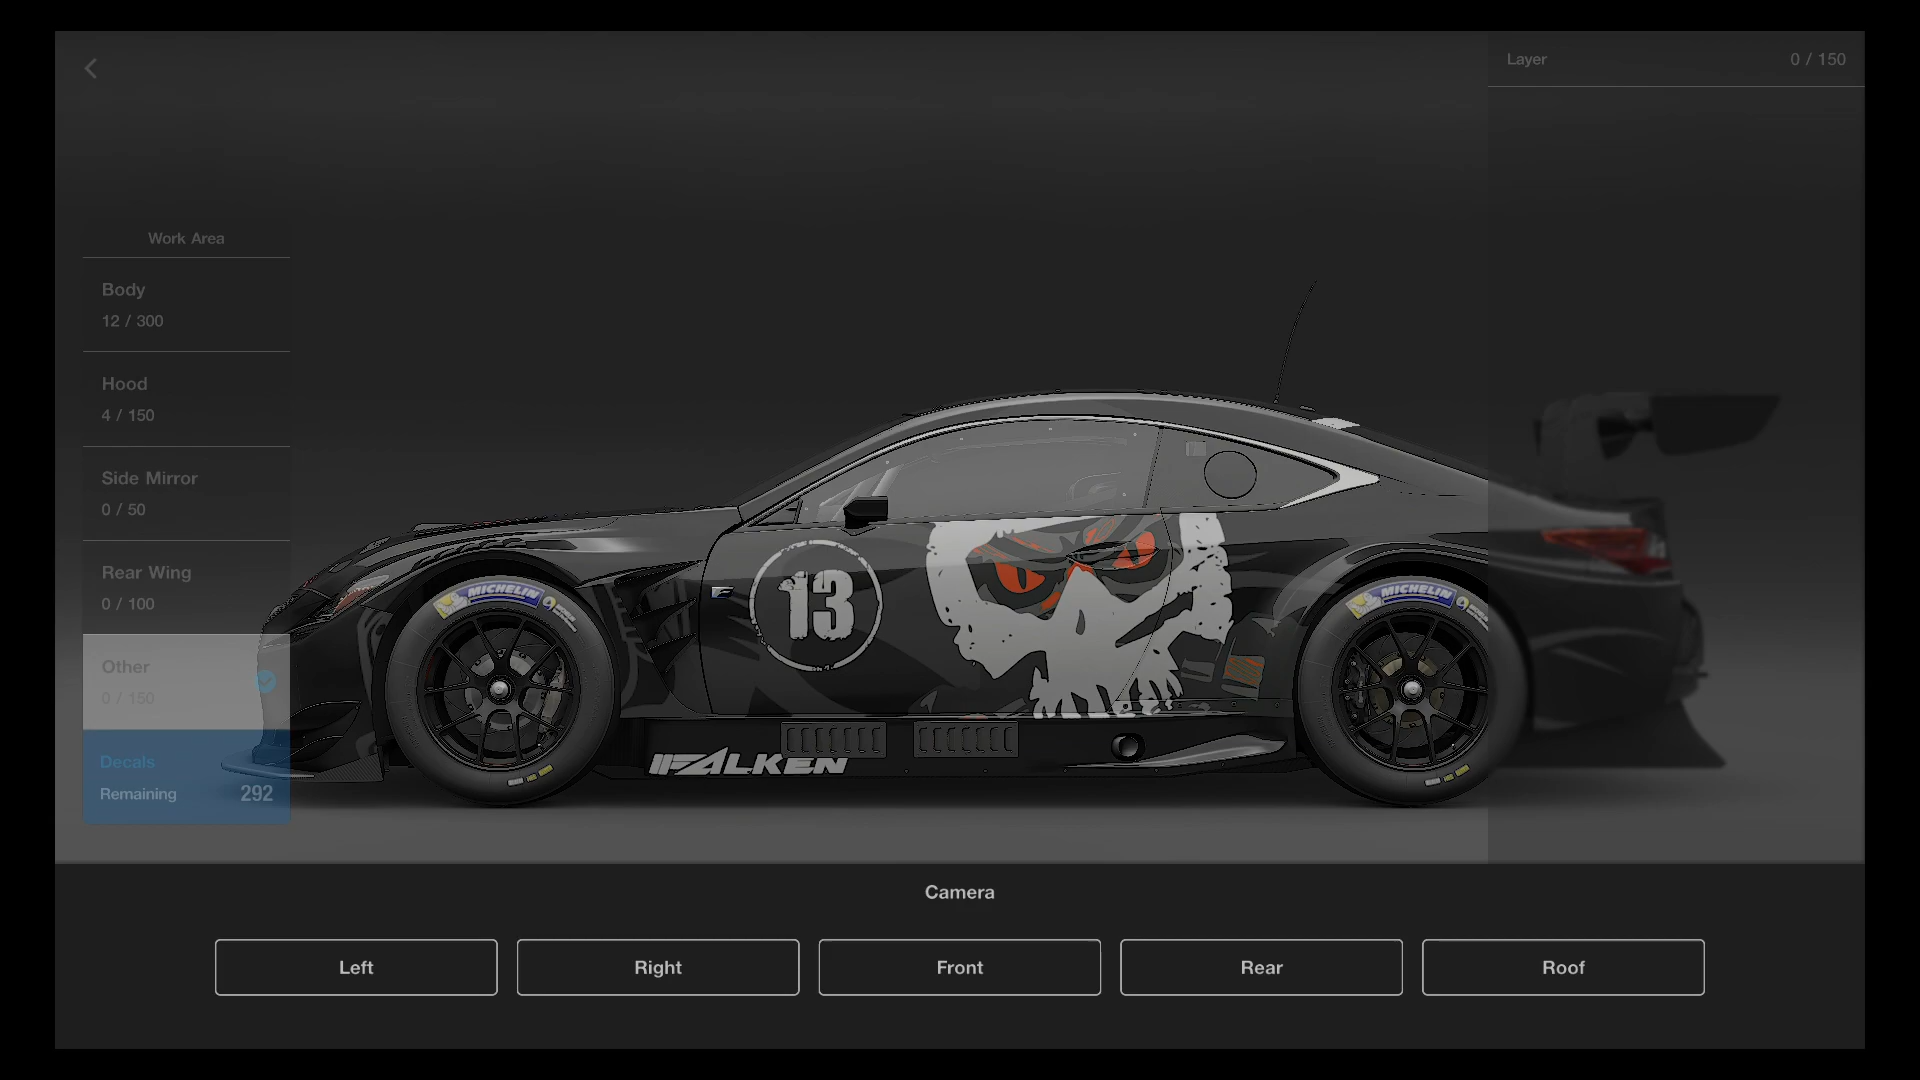 Layer 0 / 150
Work Area
Body
12 / 300
Hood
4 / 150
Side Mirror
0 / 50
Rear Wing
0 / 100
Other
0 / 150
Decals
Remaining 292
13
MICHELIN
MICHELIN
FALKEN
Camera
Left Right Front Rear Roof